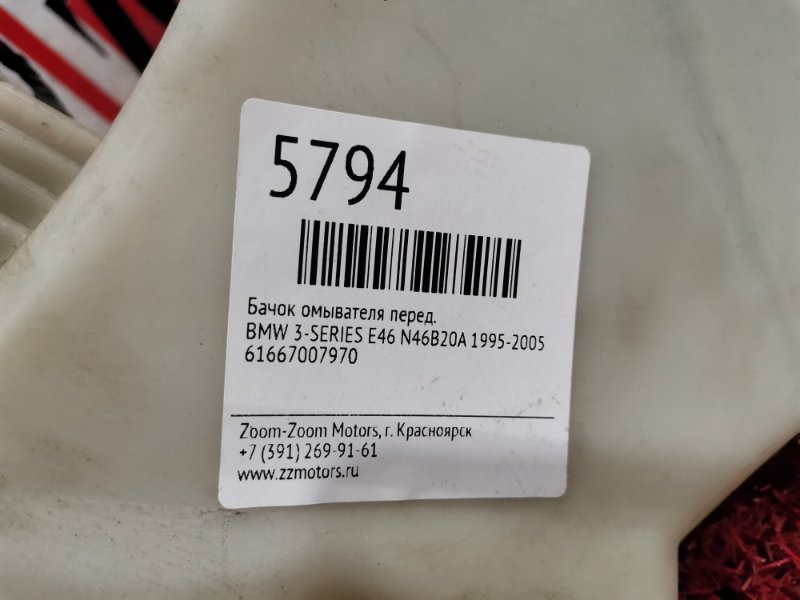 5794
Бачок омывателя перед.
BMW 3-SERIES E46 N46B20A 1995-2005
61667007970
Zoom-Zoom Motors, г. Красноярск
+7 (391) 269-91-61
www.zzmotors.ru